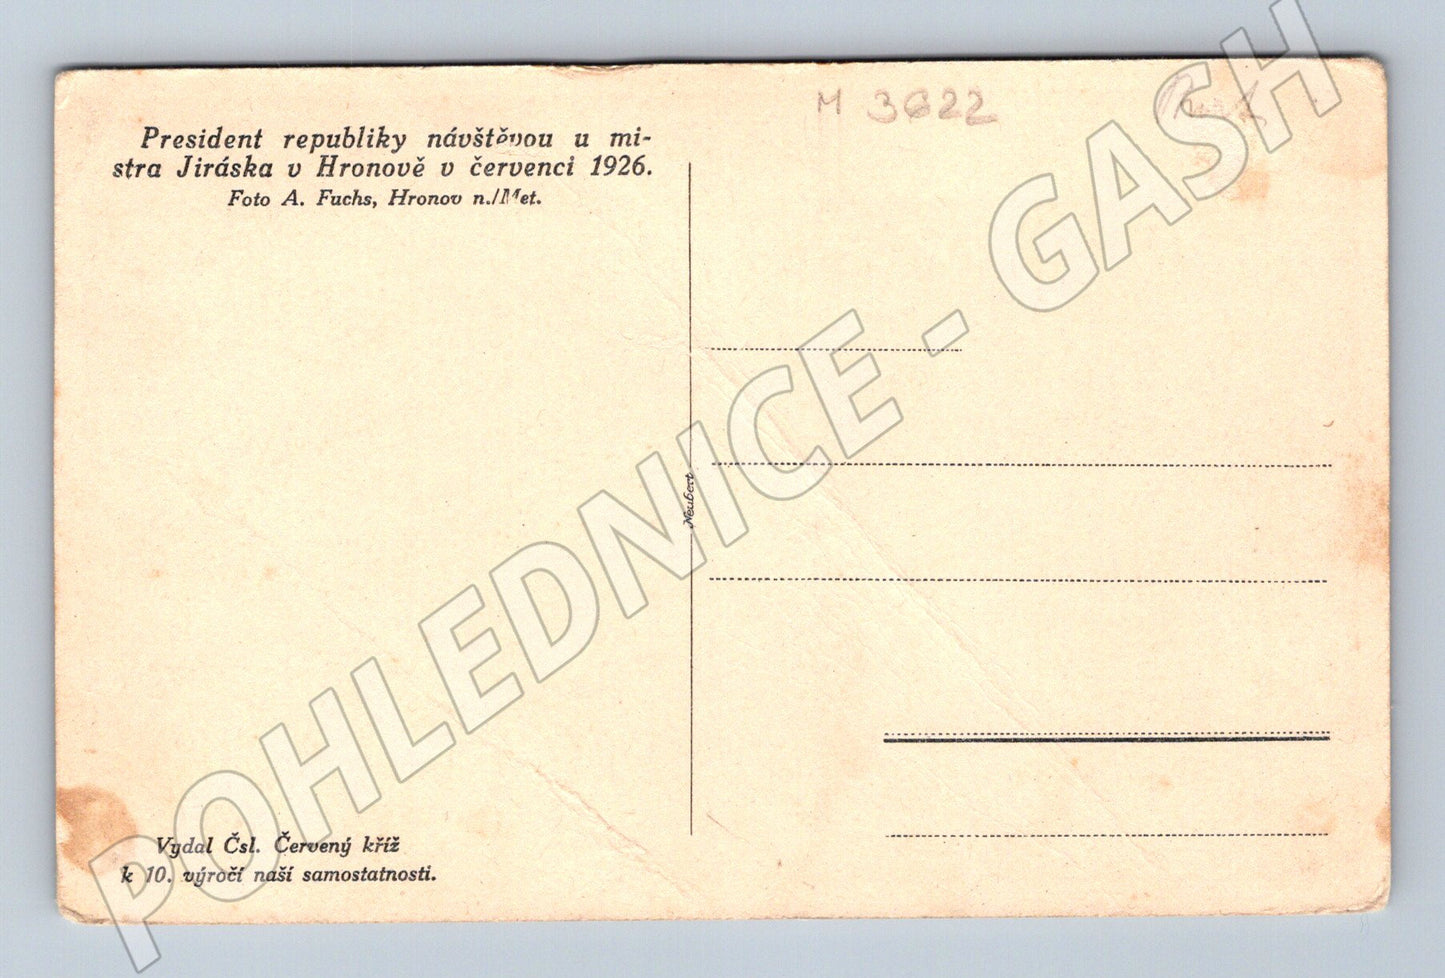 M 3622
President republiky návštěvou u mi-
stra Jiráska v Hronově v červenci 1926.
Foto A. Fuchs, Hronov n./Met.
Neubert
Vydal Čsl. Červený kříž
k 10. výročí naší samostatnosti.
POHLEDNICE - GASH